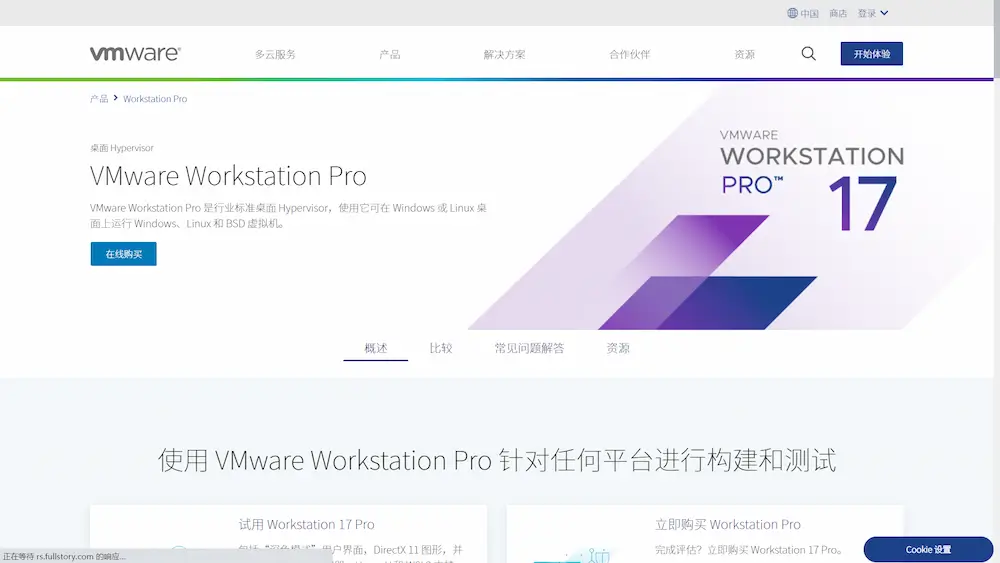 中国 商店 登录
vmware®
多云服务 产品 解决方案 合作伙伴 资源 开始体验
产品 Workstation Pro
桌面 Hypervisor
VMware Workstation Pro
VMware Workstation Pro 是行业标准桌面 Hypervisor，使用它可在 Windows 或 Linux 桌
面上运行 Windows、Linux 和 BSD 虚拟机。
在线购买
VMWARE
WORKSTATION
PRO™ 17
概述 比较 常见问题解答 资源
使用 VMware Workstation Pro 针对任何平台进行构建和测试
试用 Workstation 17 Pro
用户界面，DirectX 11 图形，并
立即购买 Workstation Pro
完成评估？立即购买 Workstation 17 Pro。
正在等待 rs.fullstory.com 的响应...
Cookie 设置